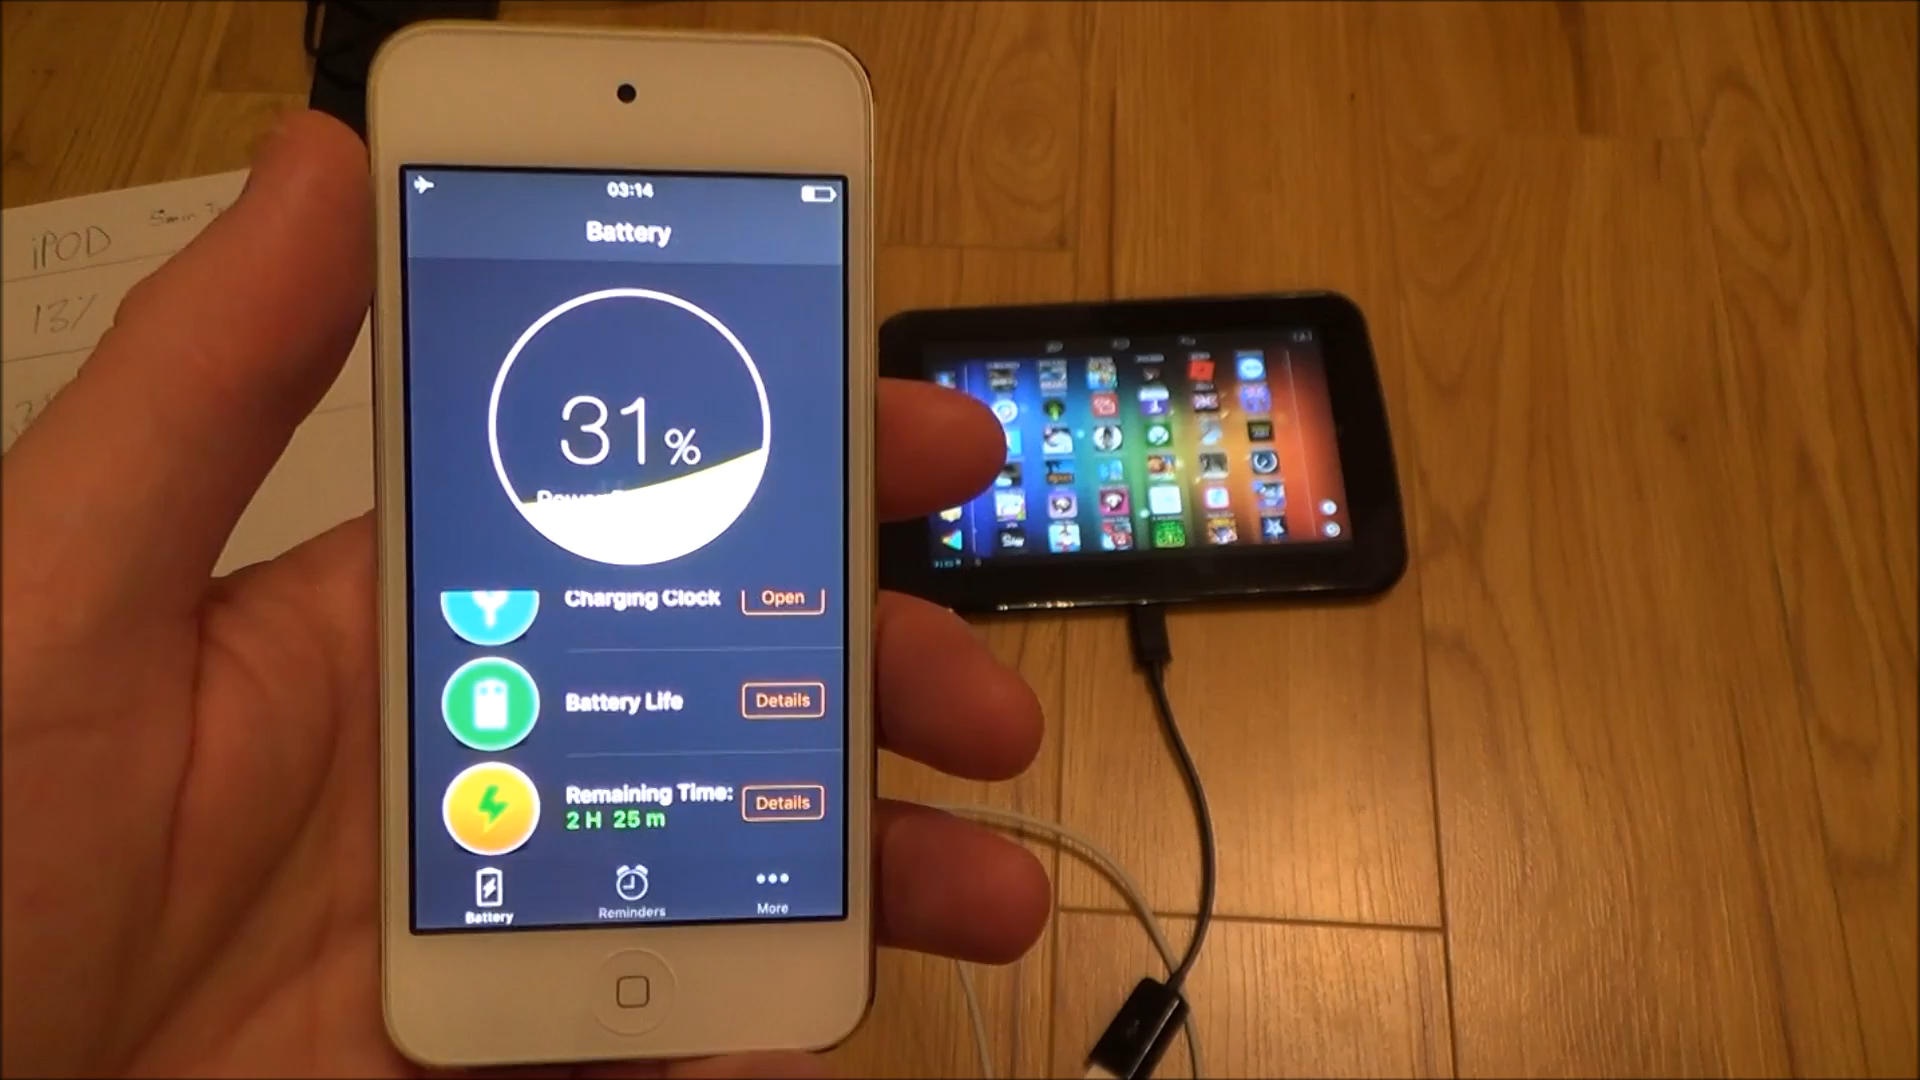 03:14
Battery
31%
Charging Clock Open
Battery Life Details
Remaining Time: Details
2 H 25 m
Battery Reminders More
iPOD 5min
13%